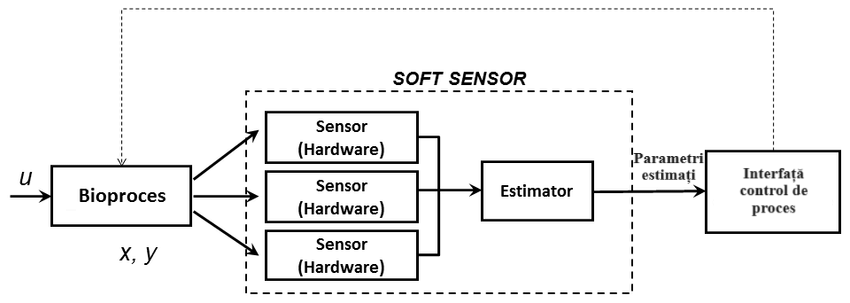 SOFT SENSOR
u
Bioproces
x, y
Sensor
(Hardware)
Sensor
(Hardware)
Sensor
(Hardware)
Estimator
Parametri
estimați
Interfață
control de
proces